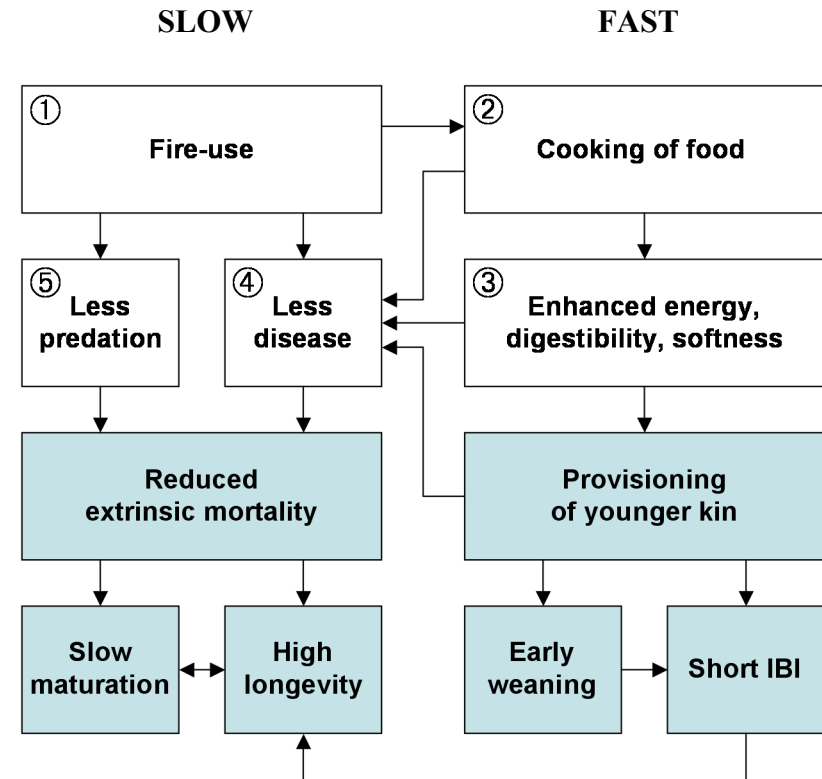 SLOW
FAST
①
Fire-use
②
Cooking of food
⑤
Less
predation
④
Less
disease
③
Enhanced energy,
digestibility, softness
Reduced
extrinsic mortality
Provisioning
of younger kin
Slow
maturation
High
longevity
Early
weaning
Short IBI